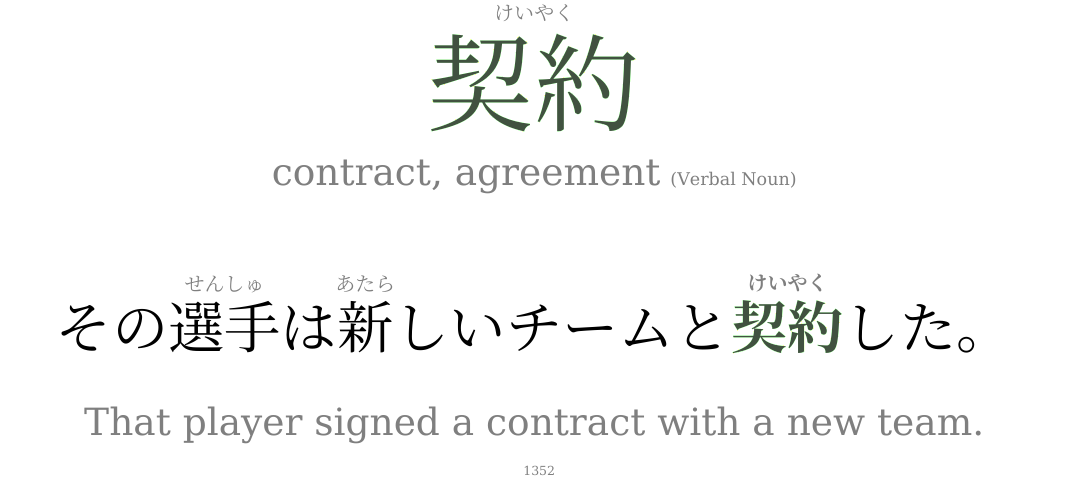 けいやく
契約
contract, agreement (Verbal Noun)
せんしゅ あたら けいやく
その選手は新しいチームと契約した。
That player signed a contract with a new team.
1352